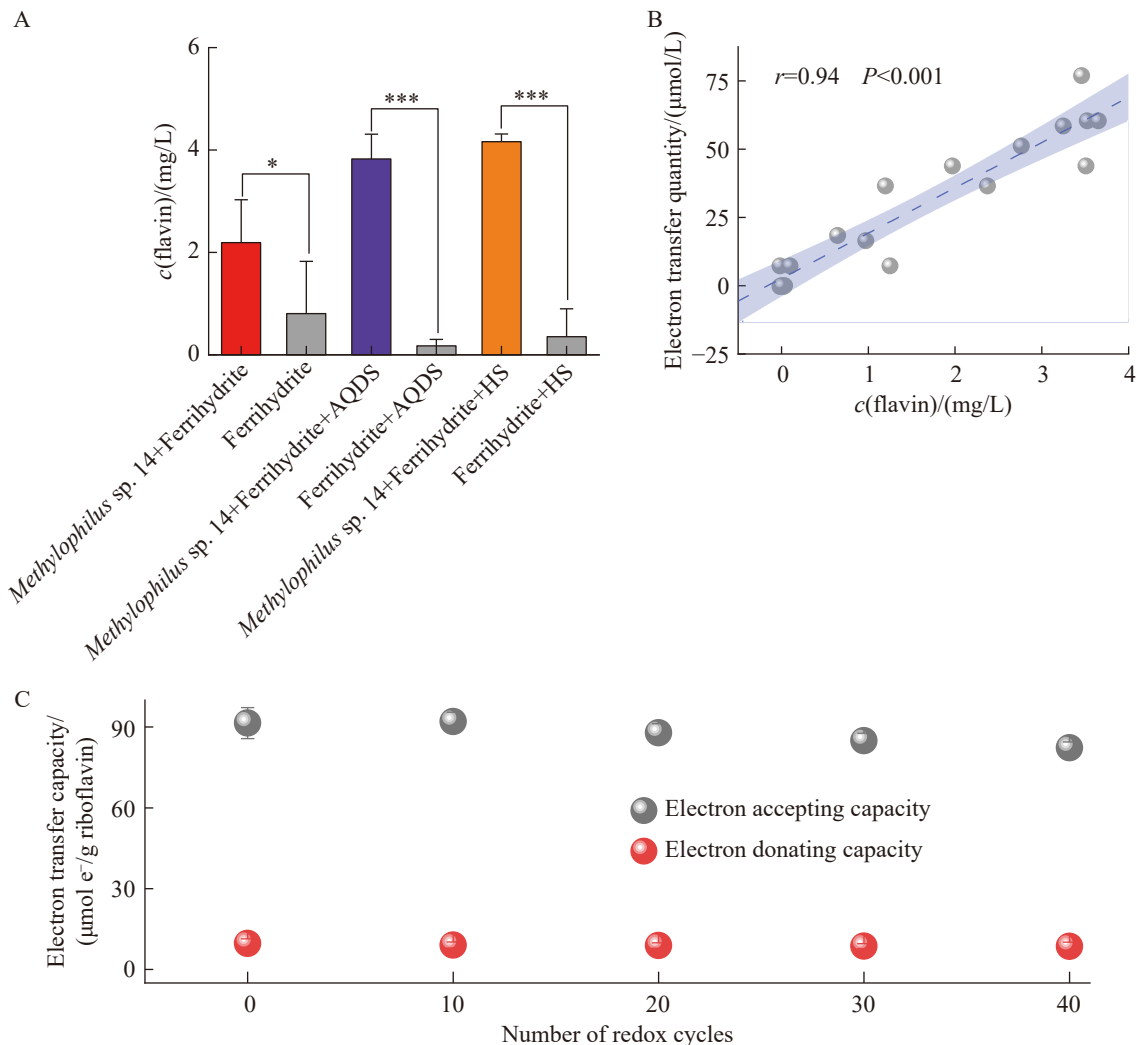 A
6
4
2
0
c(flavin)/(mg/L)
*
***
***
Methylophilus sp. 14+Ferrihydrite
Ferrihydrite
Methylophilus sp. 14+Ferrihydrite+AQDS
Ferrihydrite+AQDS
Methylophilus sp. 14+Ferrihydrite+HS
Ferrihydrite+HS
B
r=0.94 P<0.001
Electron transfer quantity/(μmol/L)
75
50
25
0
−25
0 1 2 3 4
c(flavin)/(mg/L)
C
Electron transfer capacity/
(μmol e⁻/g riboflavin)
90
60
30
0
Electron accepting capacity
Electron donating capacity
0 10 20 30 40
Number of redox cycles